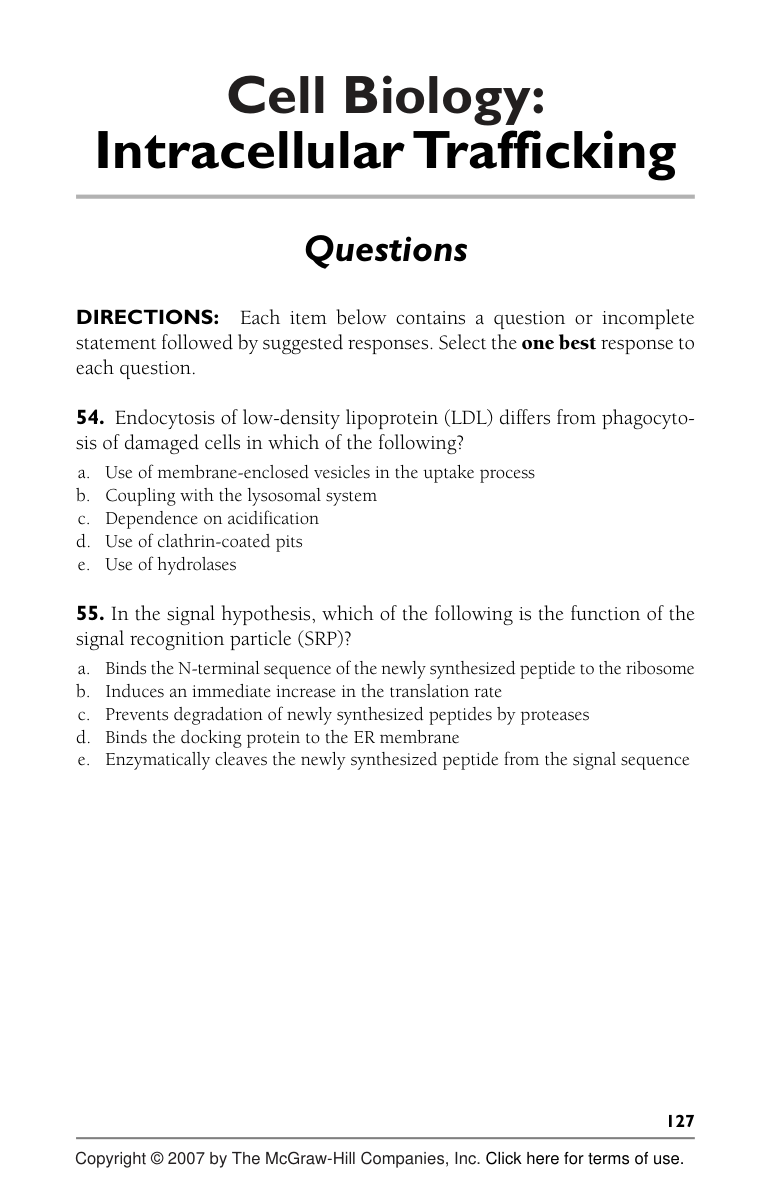 Cell Biology:
Intracellular Trafficking
Questions
DIRECTIONS: Each item below contains a question or incomplete
statement followed by suggested responses. Select the one best response to
each question.
54. Endocytosis of low-density lipoprotein (LDL) differs from phagocyto-
sis of damaged cells in which of the following?
a. Use of membrane-enclosed vesicles in the uptake process
b. Coupling with the lysosomal system
c. Dependence on acidification
d. Use of clathrin-coated pits
e. Use of hydrolases
55. In the signal hypothesis, which of the following is the function of the
signal recognition particle (SRP)?
a. Binds the N-terminal sequence of the newly synthesized peptide to the ribosome
b. Induces an immediate increase in the translation rate
c. Prevents degradation of newly synthesized peptides by proteases
d. Binds the docking protein to the ER membrane
e. Enzymatically cleaves the newly synthesized peptide from the signal sequence
127
Copyright © 2007 by The McGraw-Hill Companies, Inc. Click here for terms of use.